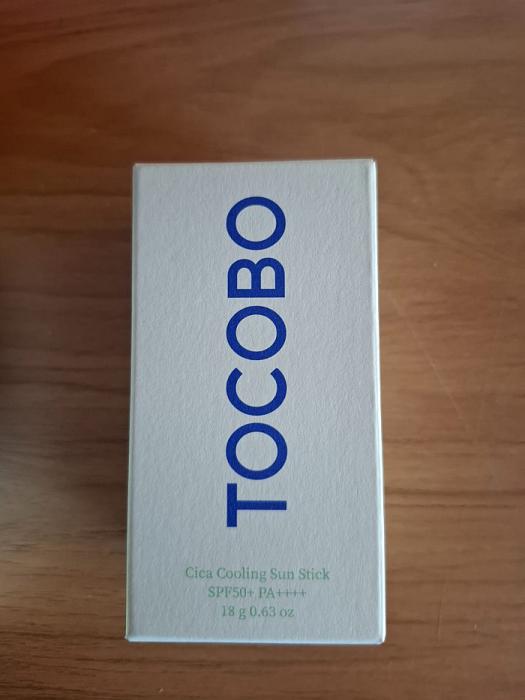 TOCOBO
Cica Cooling Sun Stick
SPF50+ PA++++
18 g 0.63 oz